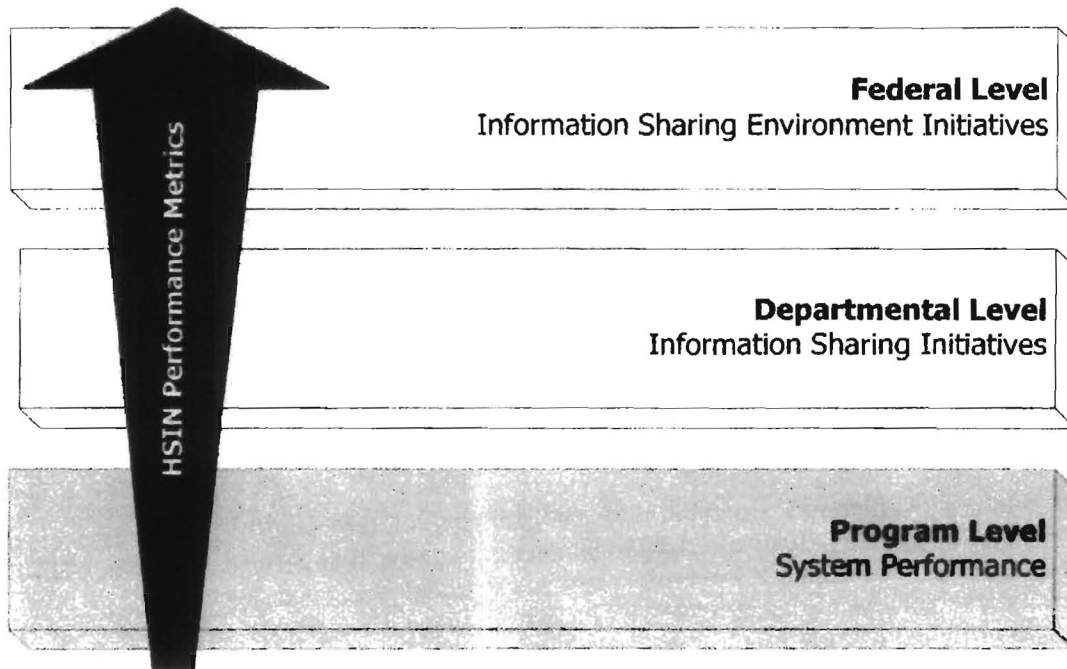 Federal Level
Information Sharing Environment Initiatives
HSIN Performance Metrics
Departmental Level
Information Sharing Initiatives
Program Level
System Performance